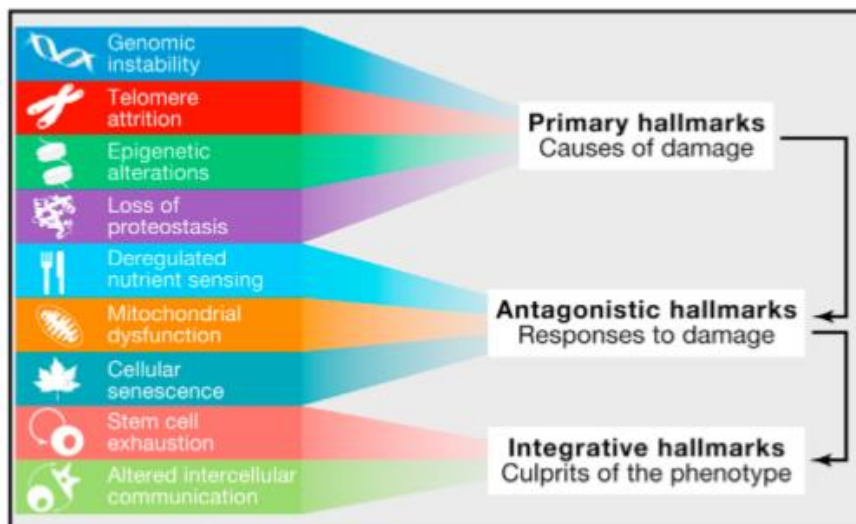 Genomic
instability
Telomere
attrition
Epigenetic
alterations
Loss of
proteostasis
Deregulated
nutrient sensing
Mitochondrial
dysfunction
Cellular
senescence
Stem cell
exhaustion
Altered intercellular
communication
Primary hallmarks
Causes of damage
Antagonistic hallmarks
Responses to damage
Integrative hallmarks
Culprits of the phenotype